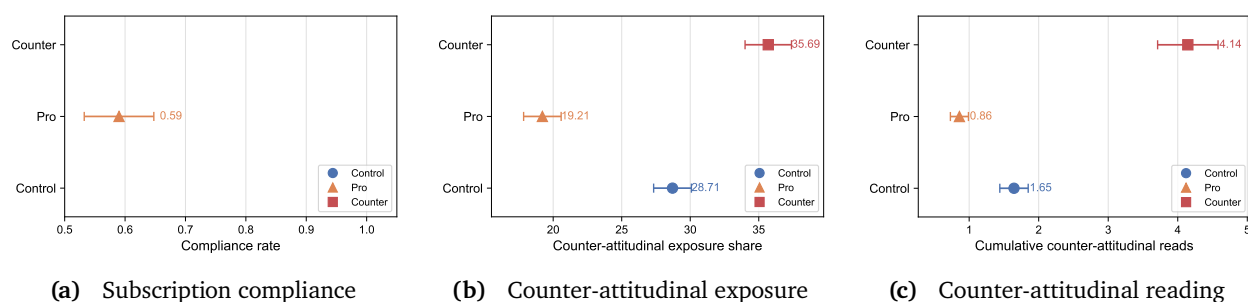 Counter
Pro
Control
0.59
Control
Pro
Counter
0.5 0.6 0.7 0.8 0.9 1.0
Compliance rate
(a) Subscription compliance
Counter
Pro
Control
35.69
19.21
28.71
Control
Pro
Counter
20 25 30 35
Counter-attitudinal exposure share
(b) Counter-attitudinal exposure
Counter
Pro
Control
4.14
0.86
1.65
Control
Pro
Counter
1 2 3 4 5
Cumulative counter-attitudinal reads
(c) Counter-attitudinal reading